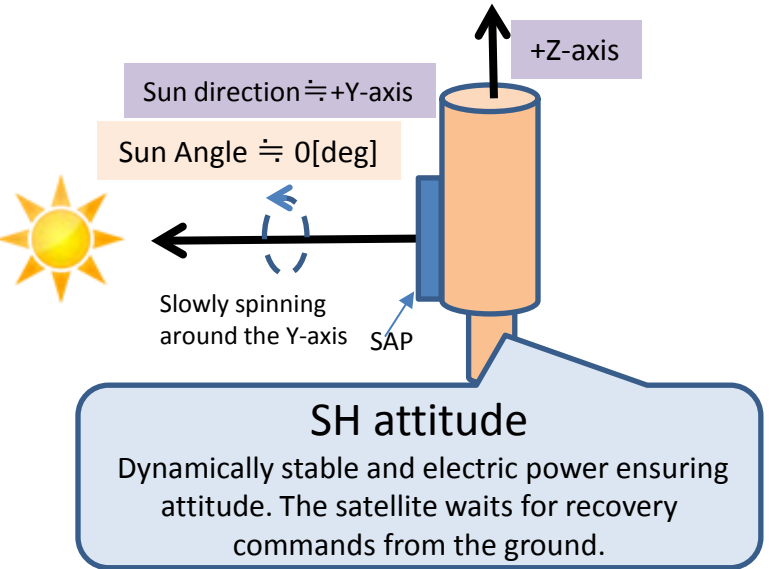 +Z-axis
Sun direction≒+Y-axis
Sun Angle ≒ 0[deg]
Slowly spinning
around the Y-axis
SAP
SH attitude
Dynamically stable and electric power ensuring
attitude. The satellite waits for recovery
commands from the ground.